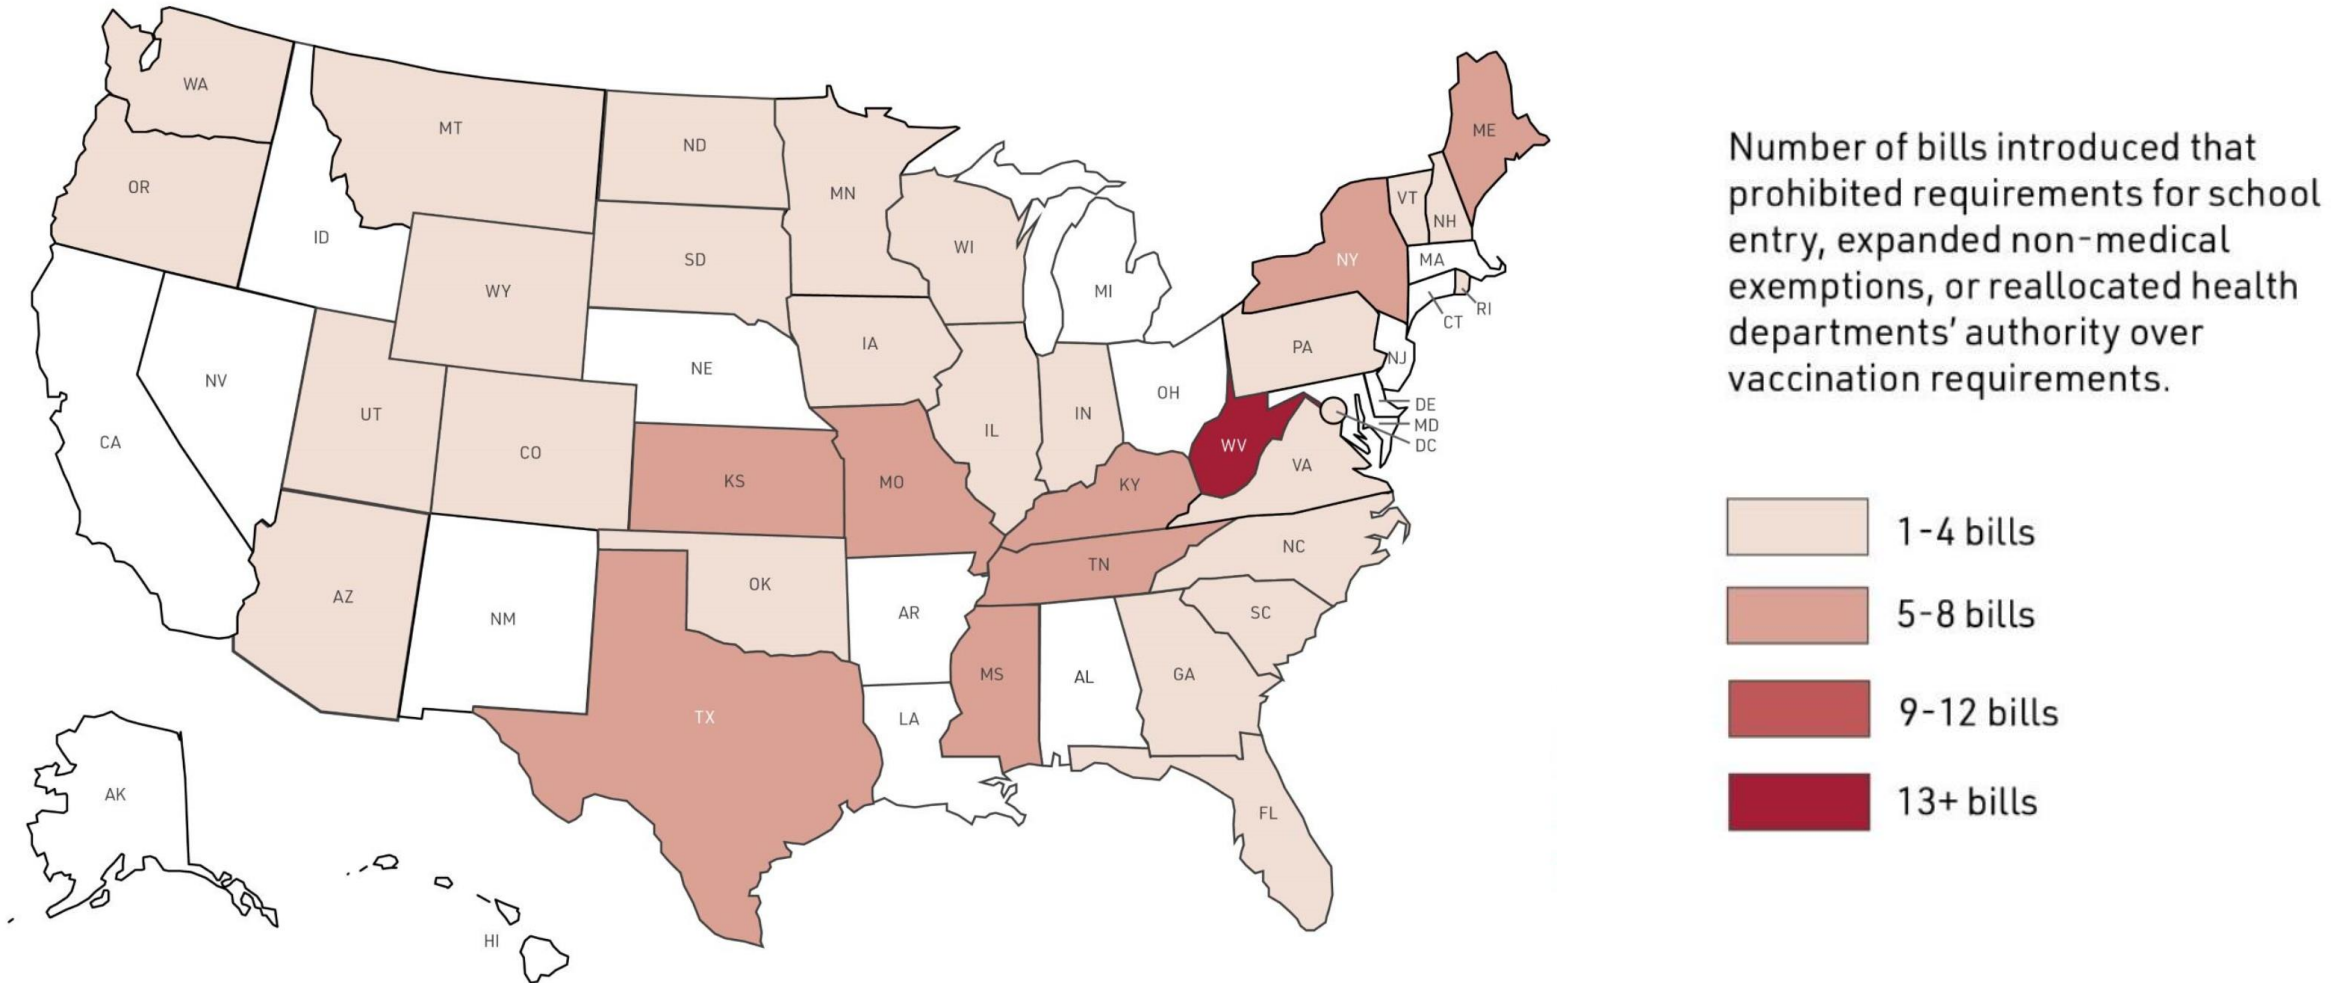 WA
MT
ND
MN
OR
ID
WY
SD
WI
MI
ME
VT
NH
NY
MA
CT
RI
IA
NE
PA
NJ
NV
UT
CO
IL
IN
OH
DE
MD
DC
CA
KS
MO
KY
WV
VA
AZ
NM
OK
AR
TN
NC
SC
TX
LA
MS
AL
GA
FL
AK
HI
Number of bills introduced that
prohibited requirements for school
entry, expanded non-medical
exemptions, or reallocated health
departments' authority over
vaccination requirements.
1-4 bills
5-8 bills
9-12 bills
13+ bills